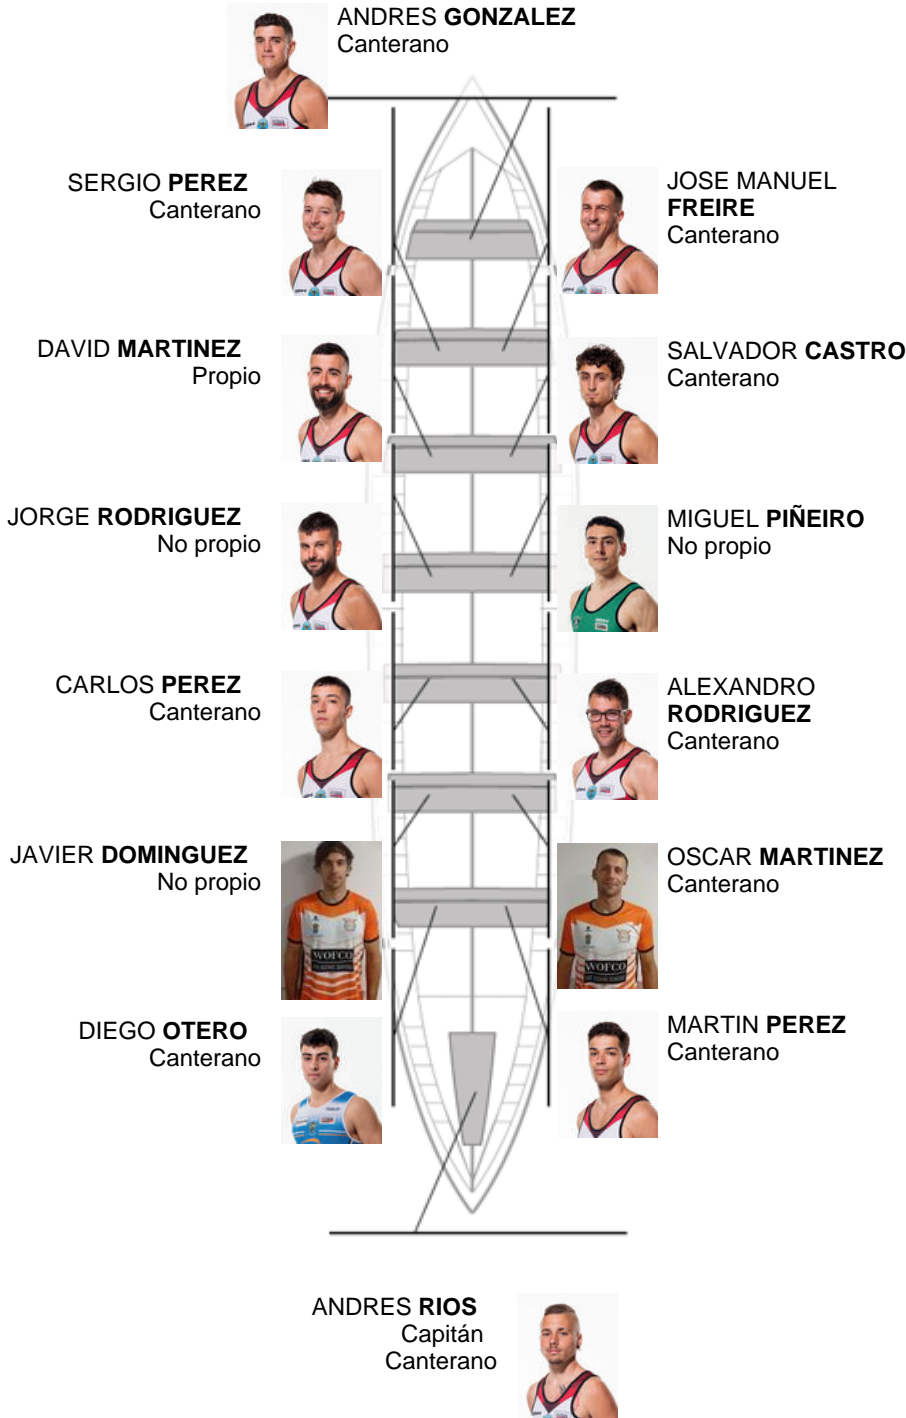 ANDRES GONZALEZ
Canterano
SERGIO PEREZ
Canterano
JOSE MANUEL
FREIRE
Canterano
DAVID MARTINEZ
Propio
SALVADOR CASTRO
Canterano
JORGE RODRIGUEZ
No propio
MIGUEL PIÑEIRO
No propio
CARLOS PEREZ
Canterano
ALEXANDRO
RODRIGUEZ
Canterano
JAVIER DOMINGUEZ
No propio
OSCAR MARTINEZ
Canterano
WOFCO
WOFCO
DIEGO OTERO
Canterano
MARTIN PEREZ
Canterano
ANDRES RIOS
Capitán
Canterano